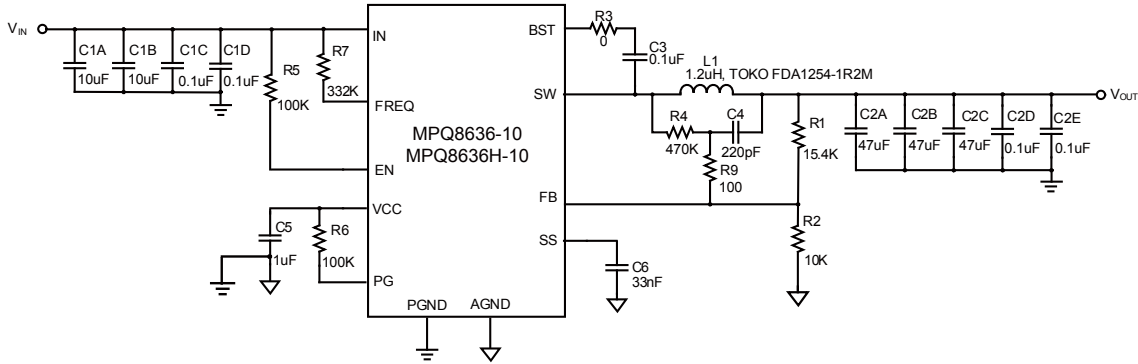 V_IN
C1A
10uF
C1B
10uF
C1C
0.1uF
C1D
0.1uF
R5
100K
R7
332K
IN
FREQ
EN
VCC
PG
MPQ8636-10
MPQ8636H-10
PGND
AGND
BST
SW
FB
SS
C5
1uF
R6
100K
R3
0
C3
0.1uF
L1
1.2uH, TOKO FDA1254-1R2M
R4
470K
C4
220pF
R9
100
R1
15.4K
R2
10K
C6
33nF
C2A
47uF
C2B
47uF
C2C
47uF
C2D
0.1uF
C2E
0.1uF
V_OUT